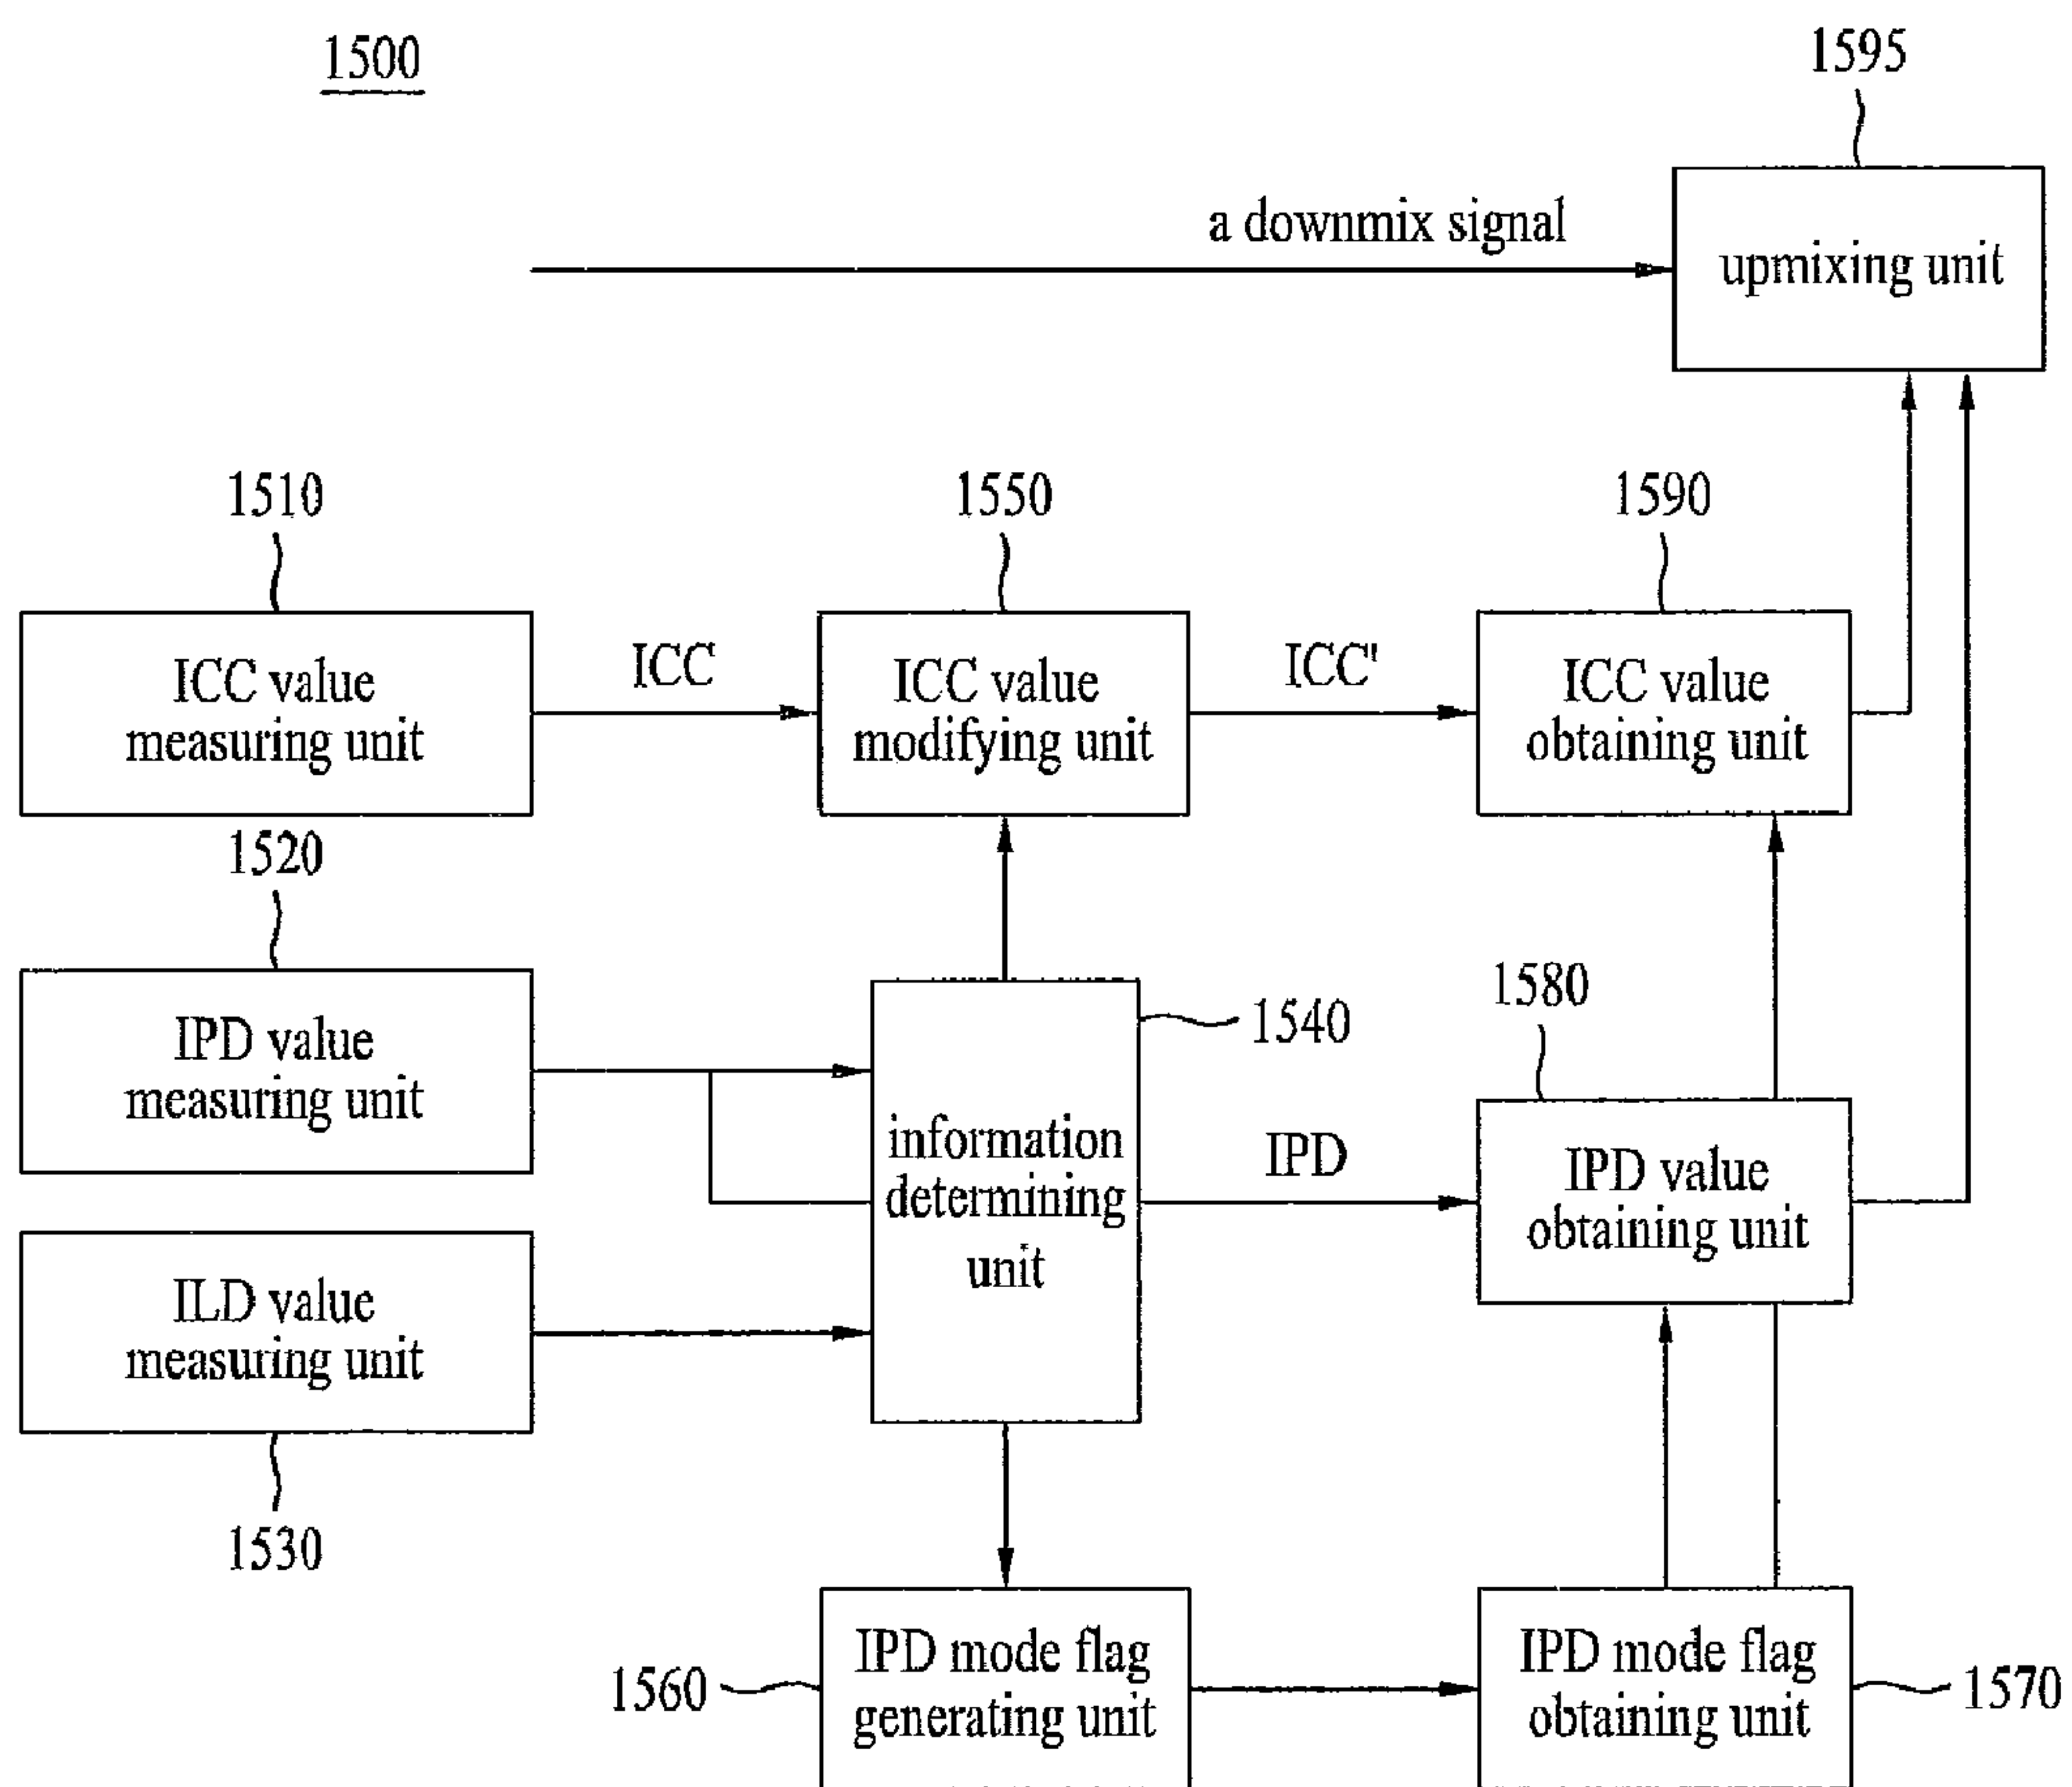 1500
1595
a downmix signal
upmixing unit
1510
1550
1590
ICC value
measuring unit
ICC
ICC value
modifying unit
ICC'
ICC value
obtaining unit
1520
1580
1540
IPD value
measuring unit
information
determining
unit
IPD
IPD value
obtaining unit
ILD value
measuring unit
1530
1560
IPD mode flag
generating unit
IPD mode flag
obtaining unit
1570